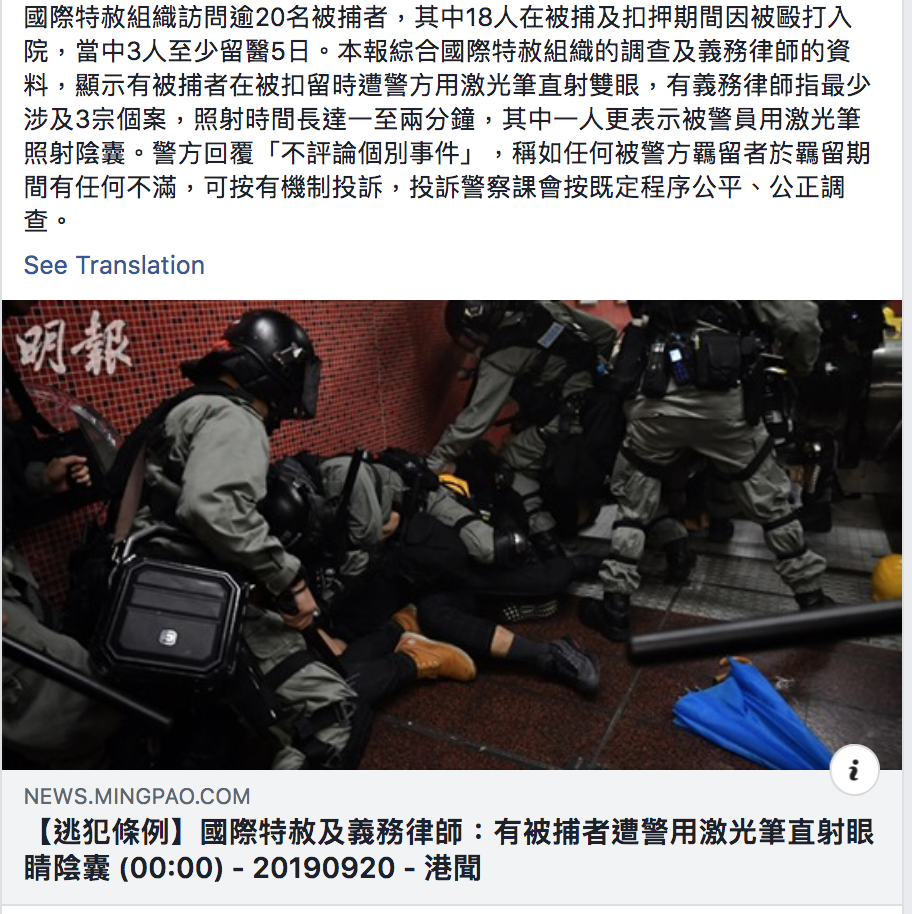 國際特赦組織訪問逾20名被捕者，其中18人在被捕及扣押期間因被毆打入
院，當中3人至少留醫5日。本報綜合國際特赦組織的調查及義務律師的資
料，顯示有被捕者在被扣留時遭警方用激光筆直射雙眼，有義務律師指最少
涉及3宗個案，照射時間長達一至兩分鐘，其中一人更表示被警員用激光筆
照射陰囊。警方回覆「不評論個別事件」，稱如任何被警方羈留者於羈留期
間有任何不滿，可按有機制投訴，投訴警察課會按既定程序公平、公正調
查。
See Translation
明報
i
NEWS.MINGPAO.COM
【逃犯條例】國際特赦及義務律師：有被捕者遭警用激光筆直射眼
睛陰囊 (00:00) - 20190920 - 港聞